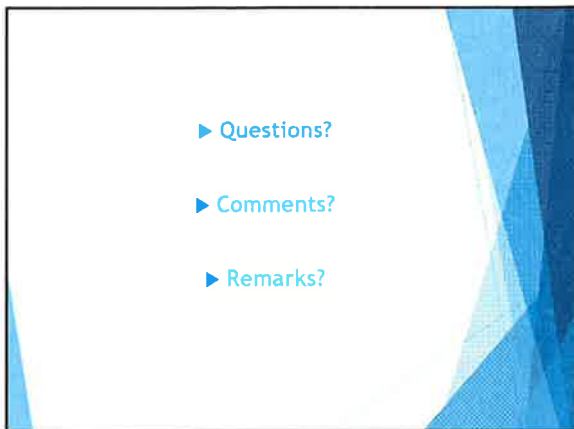 ▶ Questions?
▶ Comments?
▶ Remarks?